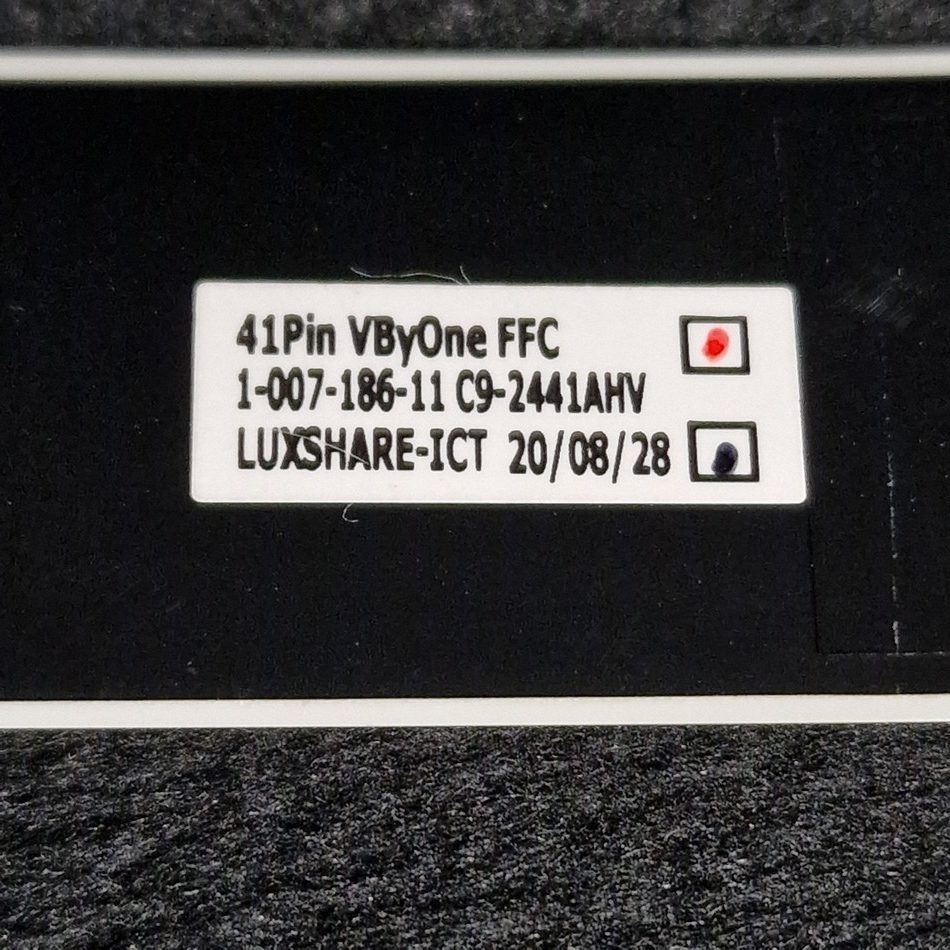 41Pin VByOne FFC
1-007-186-11 C9-2441AHV
LUXSHARE-ICT 20/08/28